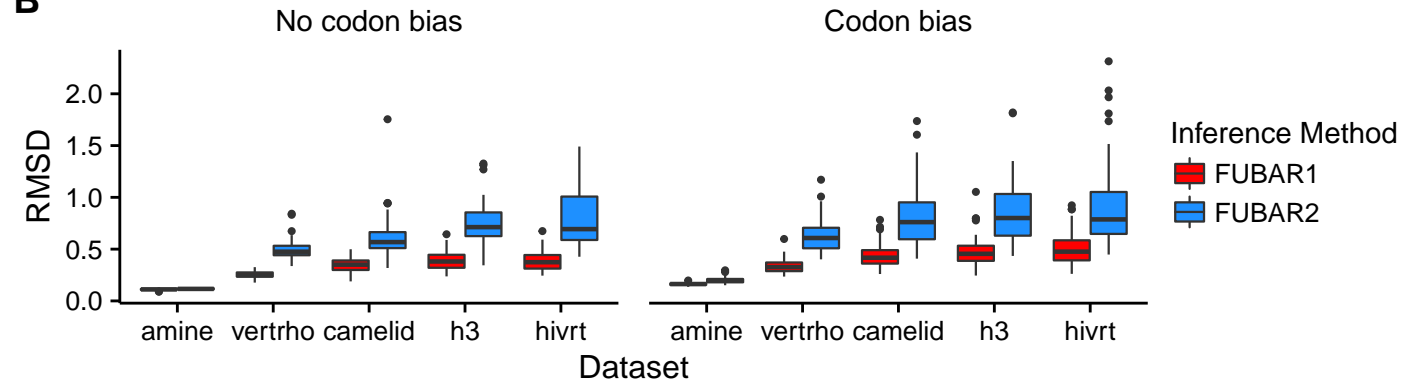 B
No codon bias
Codon bias
RMSD
2.0
1.5
1.0
0.5
0.0
amine vertrho camelid h3 hivrt
amine vertrho camelid h3 hivrt
Dataset
Inference Method
FUBAR1
FUBAR2